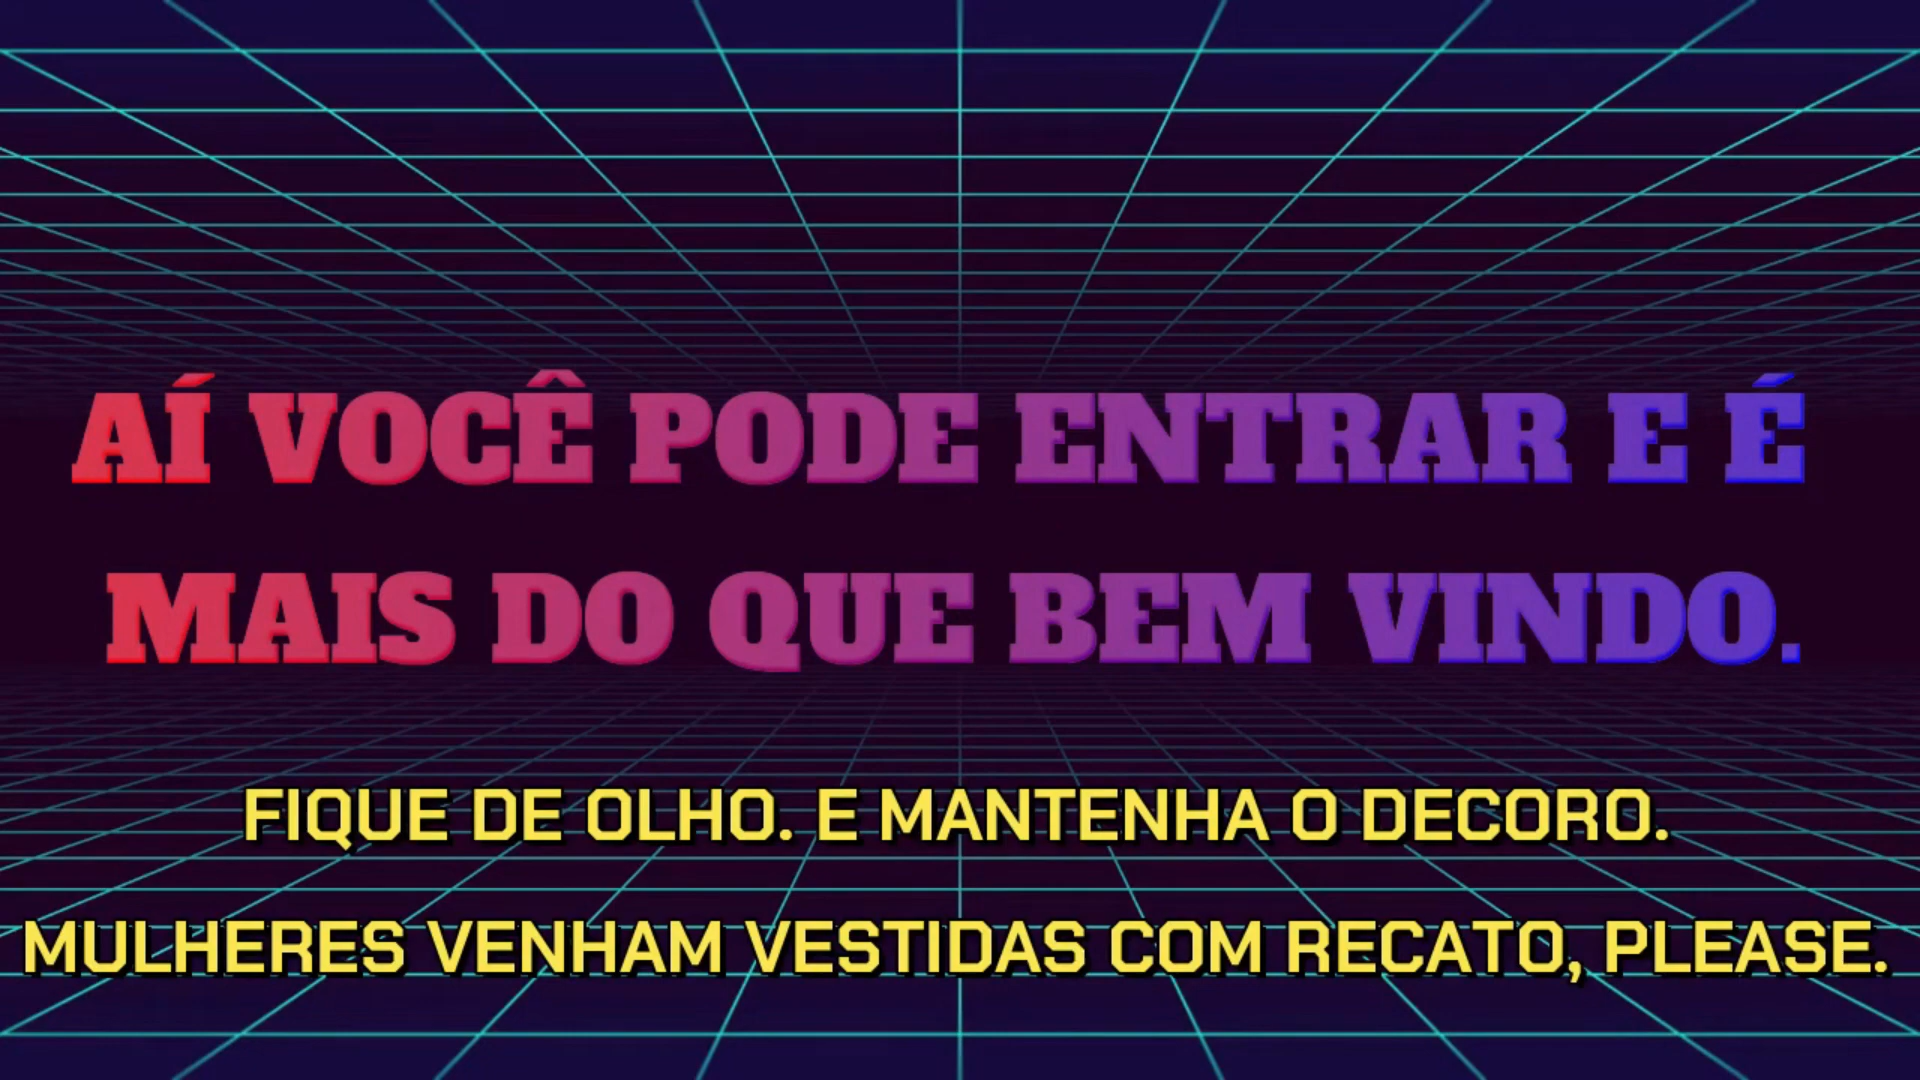 AÍ VOCÊ PODE ENTRAR E É
MAIS DO QUE BEM VINDO.
FIQUE DE OLHO. E MANTENHA O DECORO.
MULHERES VENHAM VESTIDAS COM RECATO, PLEASE.